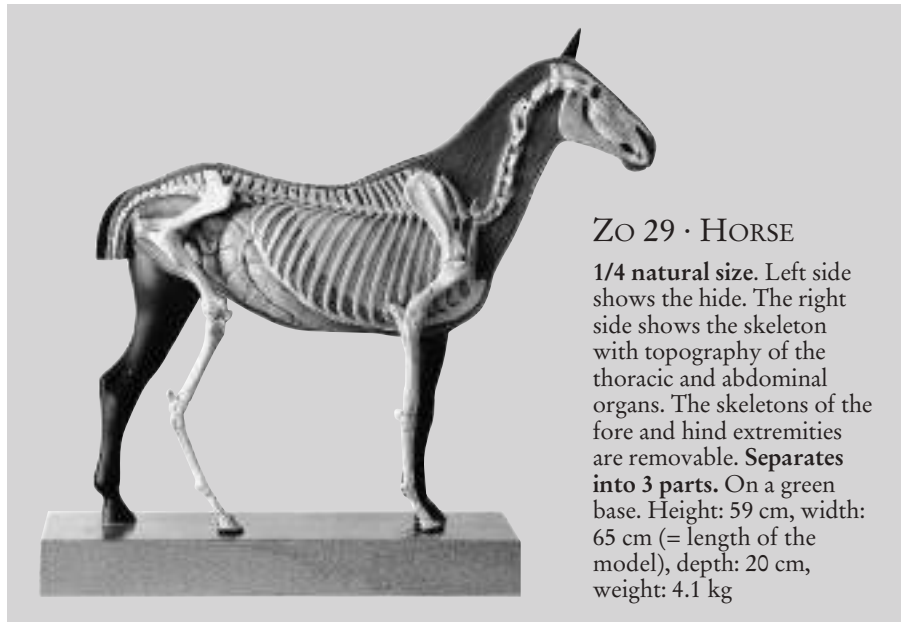 ZO 29 · HORSE
1/4 natural size. Left side
shows the hide. The right
side shows the skeleton
with topography of the
thoracic and abdominal
organs. The skeletons of the
fore and hind extremities
are removable. Separates
into 3 parts. On a green
base. Height: 59 cm, width:
65 cm (= length of the
model), depth: 20 cm,
weight: 4.1 kg